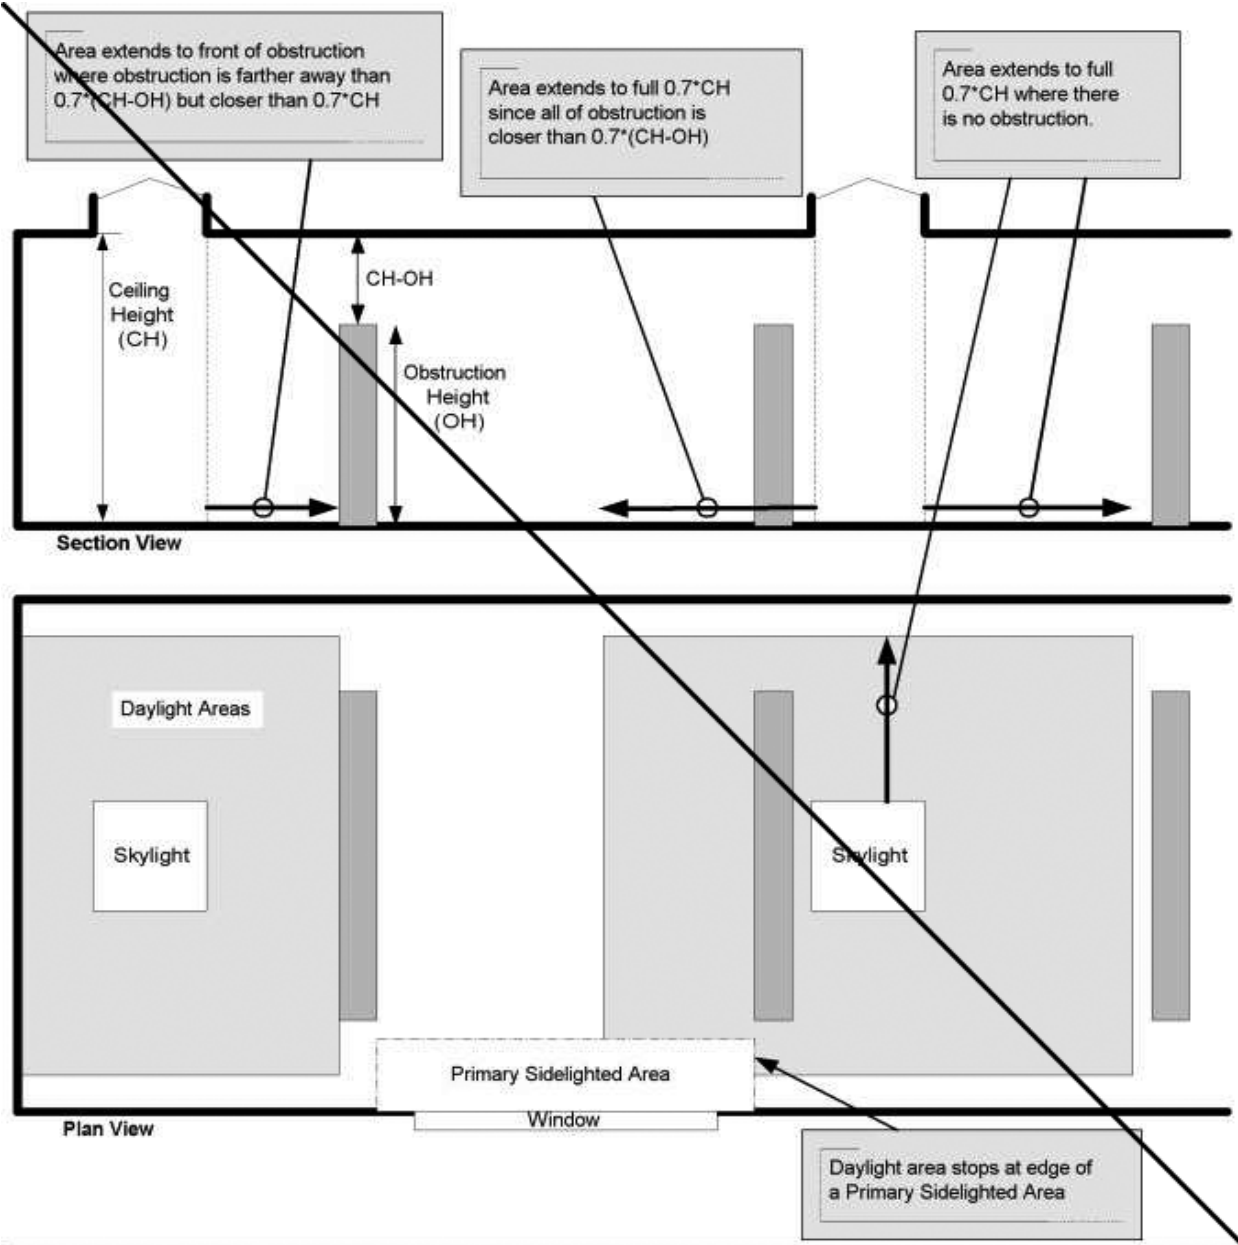 Area extends to front of obstruction
where obstruction is farther away than
0.7*(CH-OH) but closer than 0.7*CH
Area extends to full 0.7*CH
since all of obstruction is
closer than 0.7*(CH-OH)
Area extends to full
0.7*CH where there
is no obstruction.
Ceiling
Height
(CH)
CH-OH
Obstruction
Height
(OH)
Section View
Daylight Areas
Skylight
Skylight
Primary Sidelighted Area
Window
Plan View
Daylight area stops at edge of
a Primary Sidelighted Area